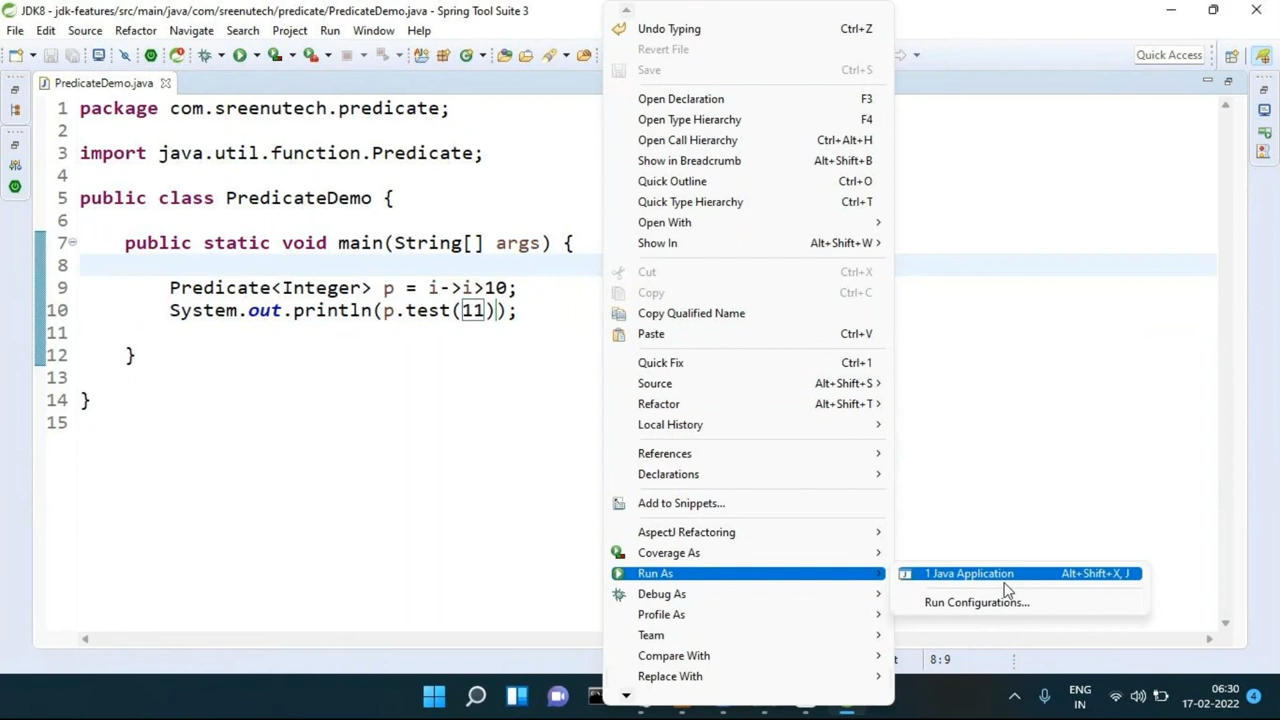 JDK8 - jdk-features/src/main/java/com/sreenutech/predicate/PredicateDemo.java - Spring Tool Suite 3
File Edit Source Refactor Navigate Search Project Run Window Help
Quick Access
PredicateDemo.java
1 package com.sreenutech.predicate;
2
3 import java.util.function.Predicate;
4
5 public class PredicateDemo {
6
7 public static void main(String[] args) {
8
9 Predicate<Integer> p = i->i>10;
10 System.out.println(p.test(11));
11
12 }
13
14 }
15
Undo Typing Ctrl+Z
Revert File
Save Ctrl+S
Open Declaration F3
Open Type Hierarchy F4
Open Call Hierarchy Ctrl+Alt+H
Show in Breadcrumb Alt+Shift+B
Quick Outline Ctrl+O
Quick Type Hierarchy Ctrl+T
Open With
Show In Alt+Shift+W
Cut Ctrl+X
Copy Ctrl+C
Copy Qualified Name
Paste Ctrl+V
Quick Fix Ctrl+1
Source Alt+Shift+S
Refactor Alt+Shift+T
Local History
References
Declarations
Add to Snippets...
AspectJ Refactoring
Coverage As
Run As
Debug As
Profile As
Team
Compare With
Replace With
1 Java Application Alt+Shift+X, J
Run Configurations...
8:9
ENG
IN
06:30
17-02-2022
4